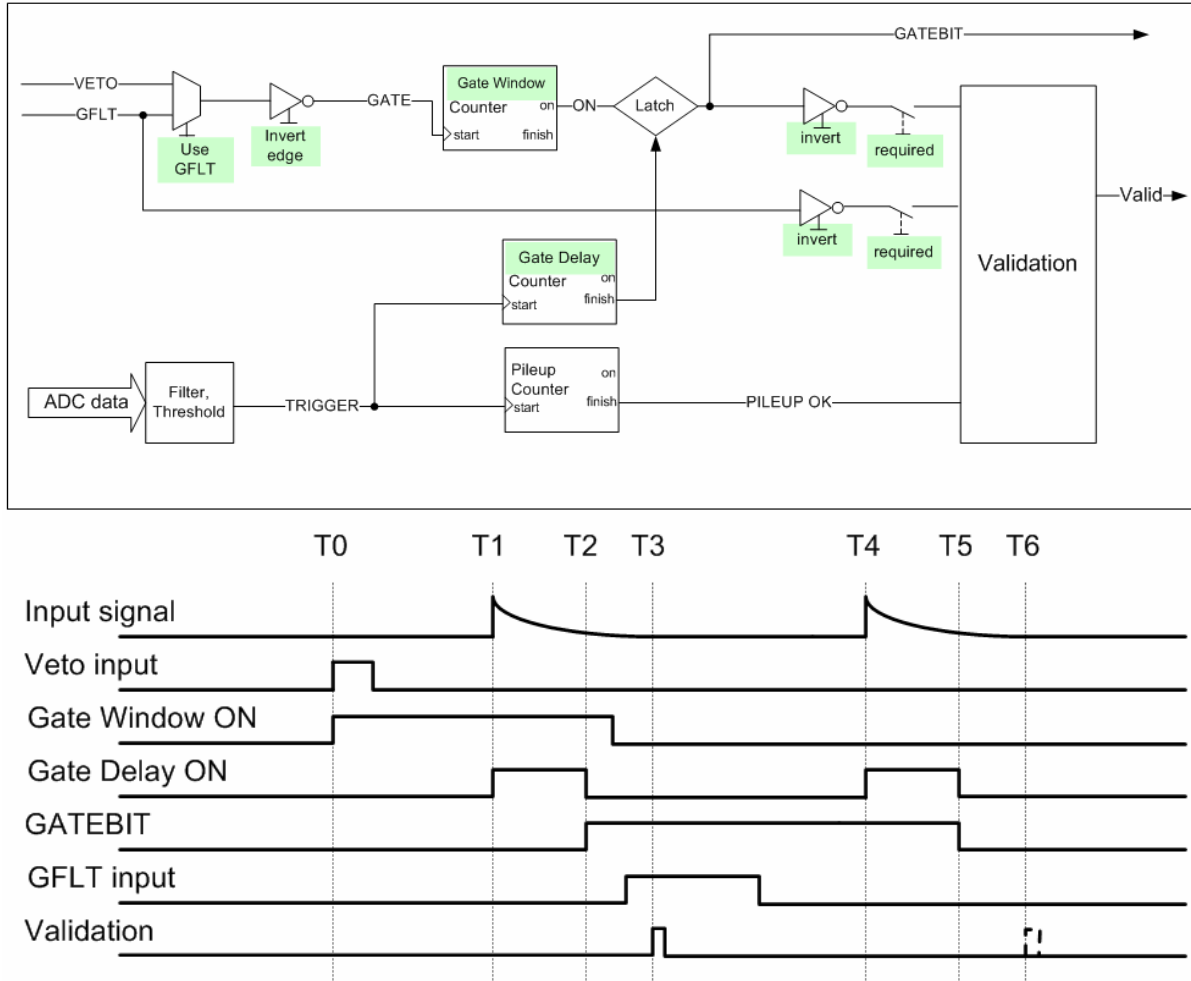 GATEBIT
VETO
GFLT
Use
GFLT
Invert
edge
GATE
Gate Window
Counter
on
start
finish
ON
Latch
invert
required
invert
required
Validation
Valid
Gate Delay
Counter
on
start
finish
ADC data
Filter,
Threshold
TRIGGER
Pileup
Counter
on
start
finish
PILEUP OK
T0 T1 T2 T3 T4 T5 T6
Input signal
Veto input
Gate Window ON
Gate Delay ON
GATEBIT
GFLT input
Validation